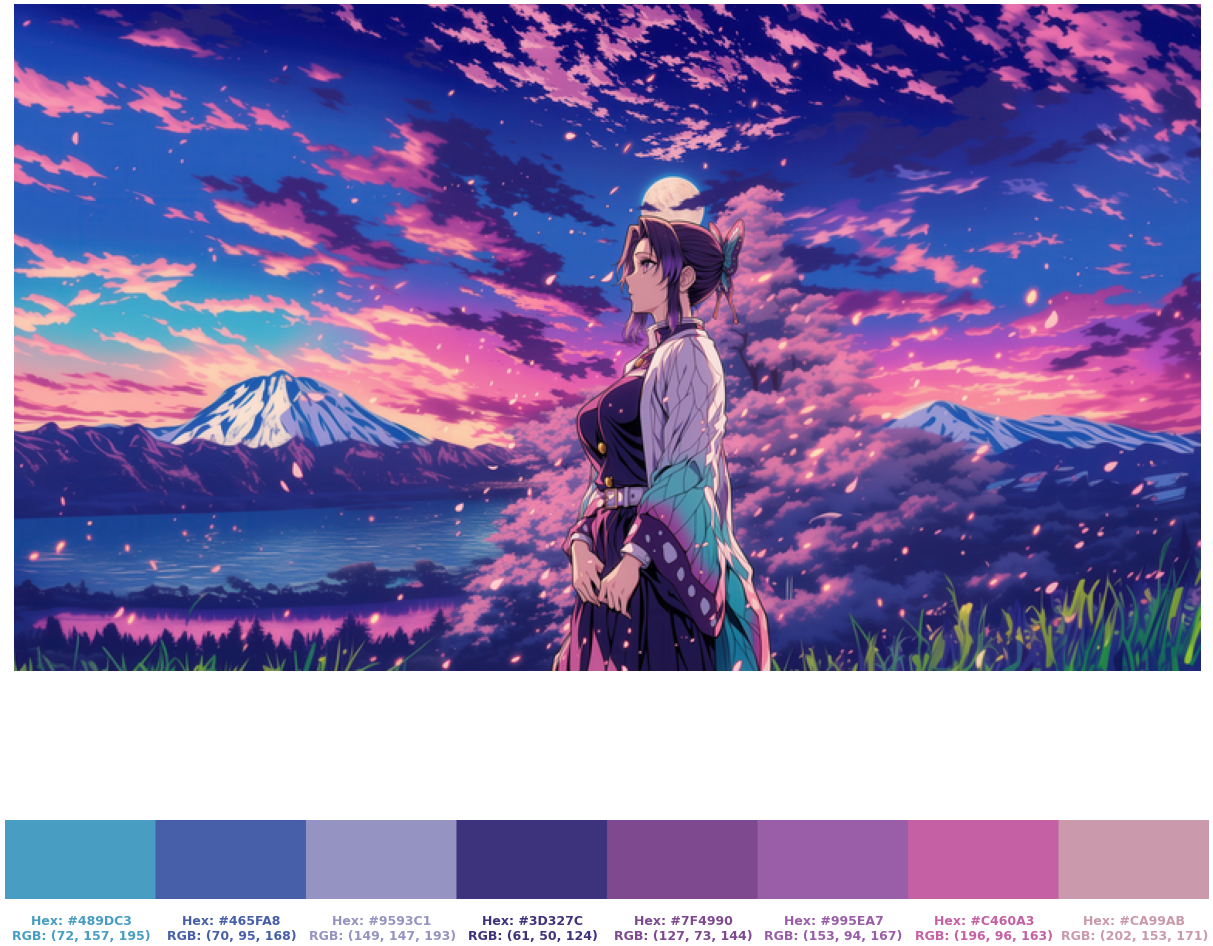 Hex: #489DC3 Hex: #465FA8 Hex: #9593C1 Hex: #3D327C Hex: #7F4990 Hex: #995EA7 Hex: #C460A3 Hex: #CA99AB
RGB: (72, 157, 195) RGB: (70, 95, 168) RGB: (149, 147, 193) RGB: (61, 50, 124) RGB: (127, 73, 144) RGB: (153, 94, 167) RGB: (196, 96, 163) RGB: (202, 153, 171)